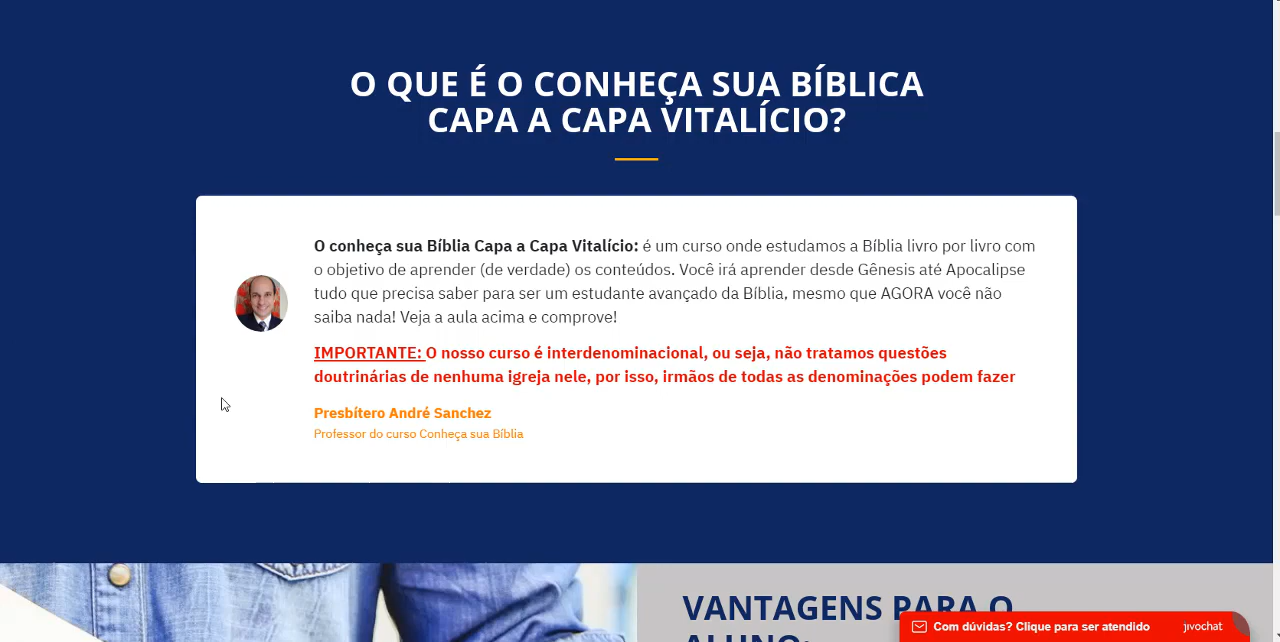 O QUE É O CONHEÇA SUA BÍBLICA
CAPA A CAPA VITALÍCIO?
O conheça sua Bíblia Capa a Capa Vitalício: é um curso onde estudamos a Bíblia livro por livro com
o objetivo de aprender (de verdade) os conteúdos. Você irá aprender desde Gênesis até Apocalipse
tudo que precisa saber para ser um estudante avançado da Bíblia, mesmo que AGORA você não
saiba nada! Veja a aula acima e comprove!
IMPORTANTE: O nosso curso é interdenominacional, ou seja, não tratamos questões
doutrinárias de nenhuma igreja nele, por isso, irmãos de todas as denominações podem fazer
Presbítero André Sanchez
Professor do curso Conheça sua Bíblia
VANTAGENS PARA O
ALUNO:
Com dúvidas? Clique para ser atendido
jivochat